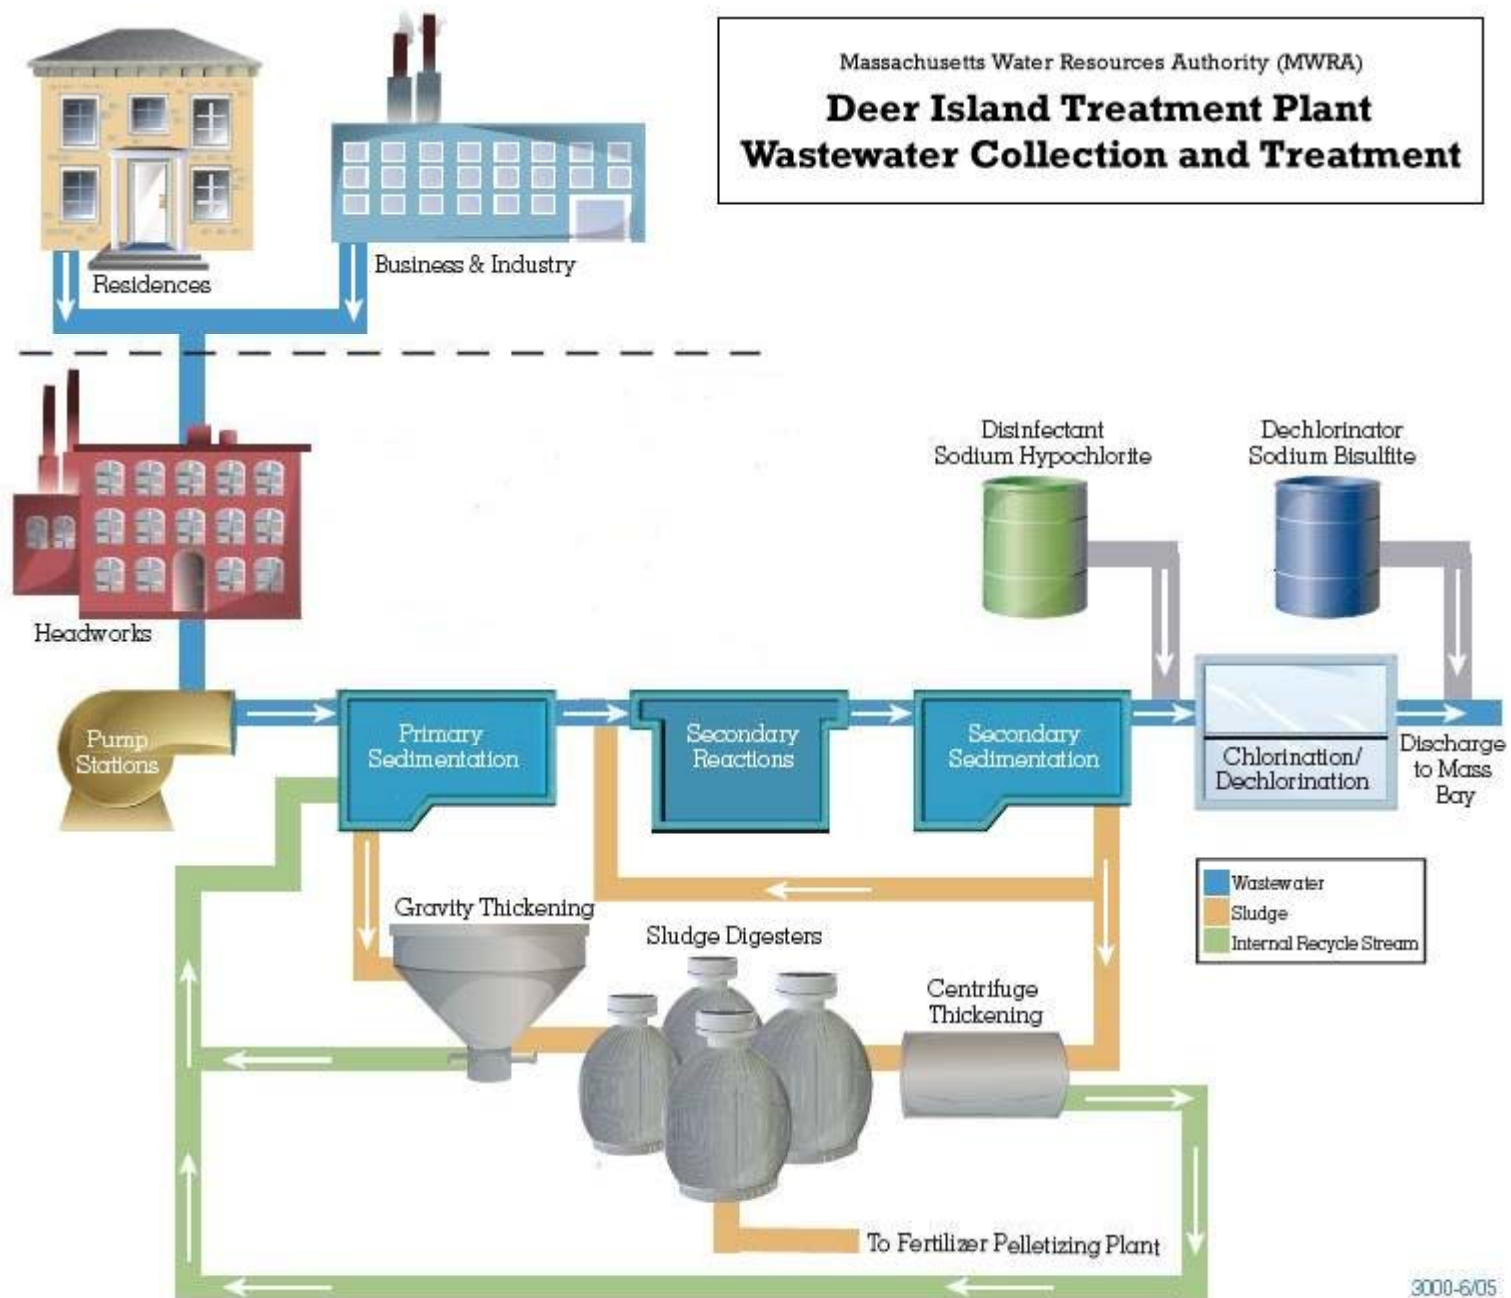 Massachusetts Water Resources Authority (MWRA)
Deer Island Treatment Plant
Wastewater Collection and Treatment
Residences
Business & Industry
Headworks
Disinfectant
Sodium Hypochlorite
Dechlorinator
Sodium Bisulfite
Pump
Stations
Primary
Sedimentation
Secondary
Reactions
Secondary
Sedimentation
Chlorination/
Dechlorination
Discharge
to Mass
Bay
Wastewater
Sludge
Internal Recycle Stream
Gravity Thickening
Sludge Digesters
Centrifuge
Thickening
To Fertilizer Pelletizing Plant
3000-6/05